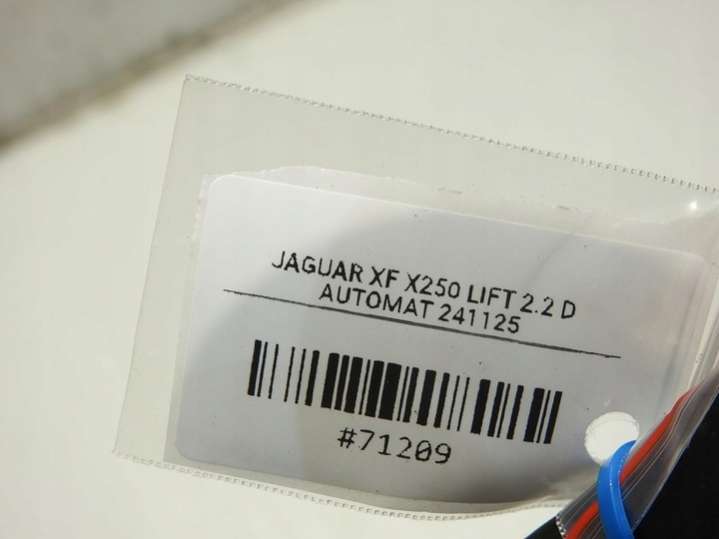 JAGUAR XF X250 LIFT 2.2 D
AUTOMAT 241125
#71209